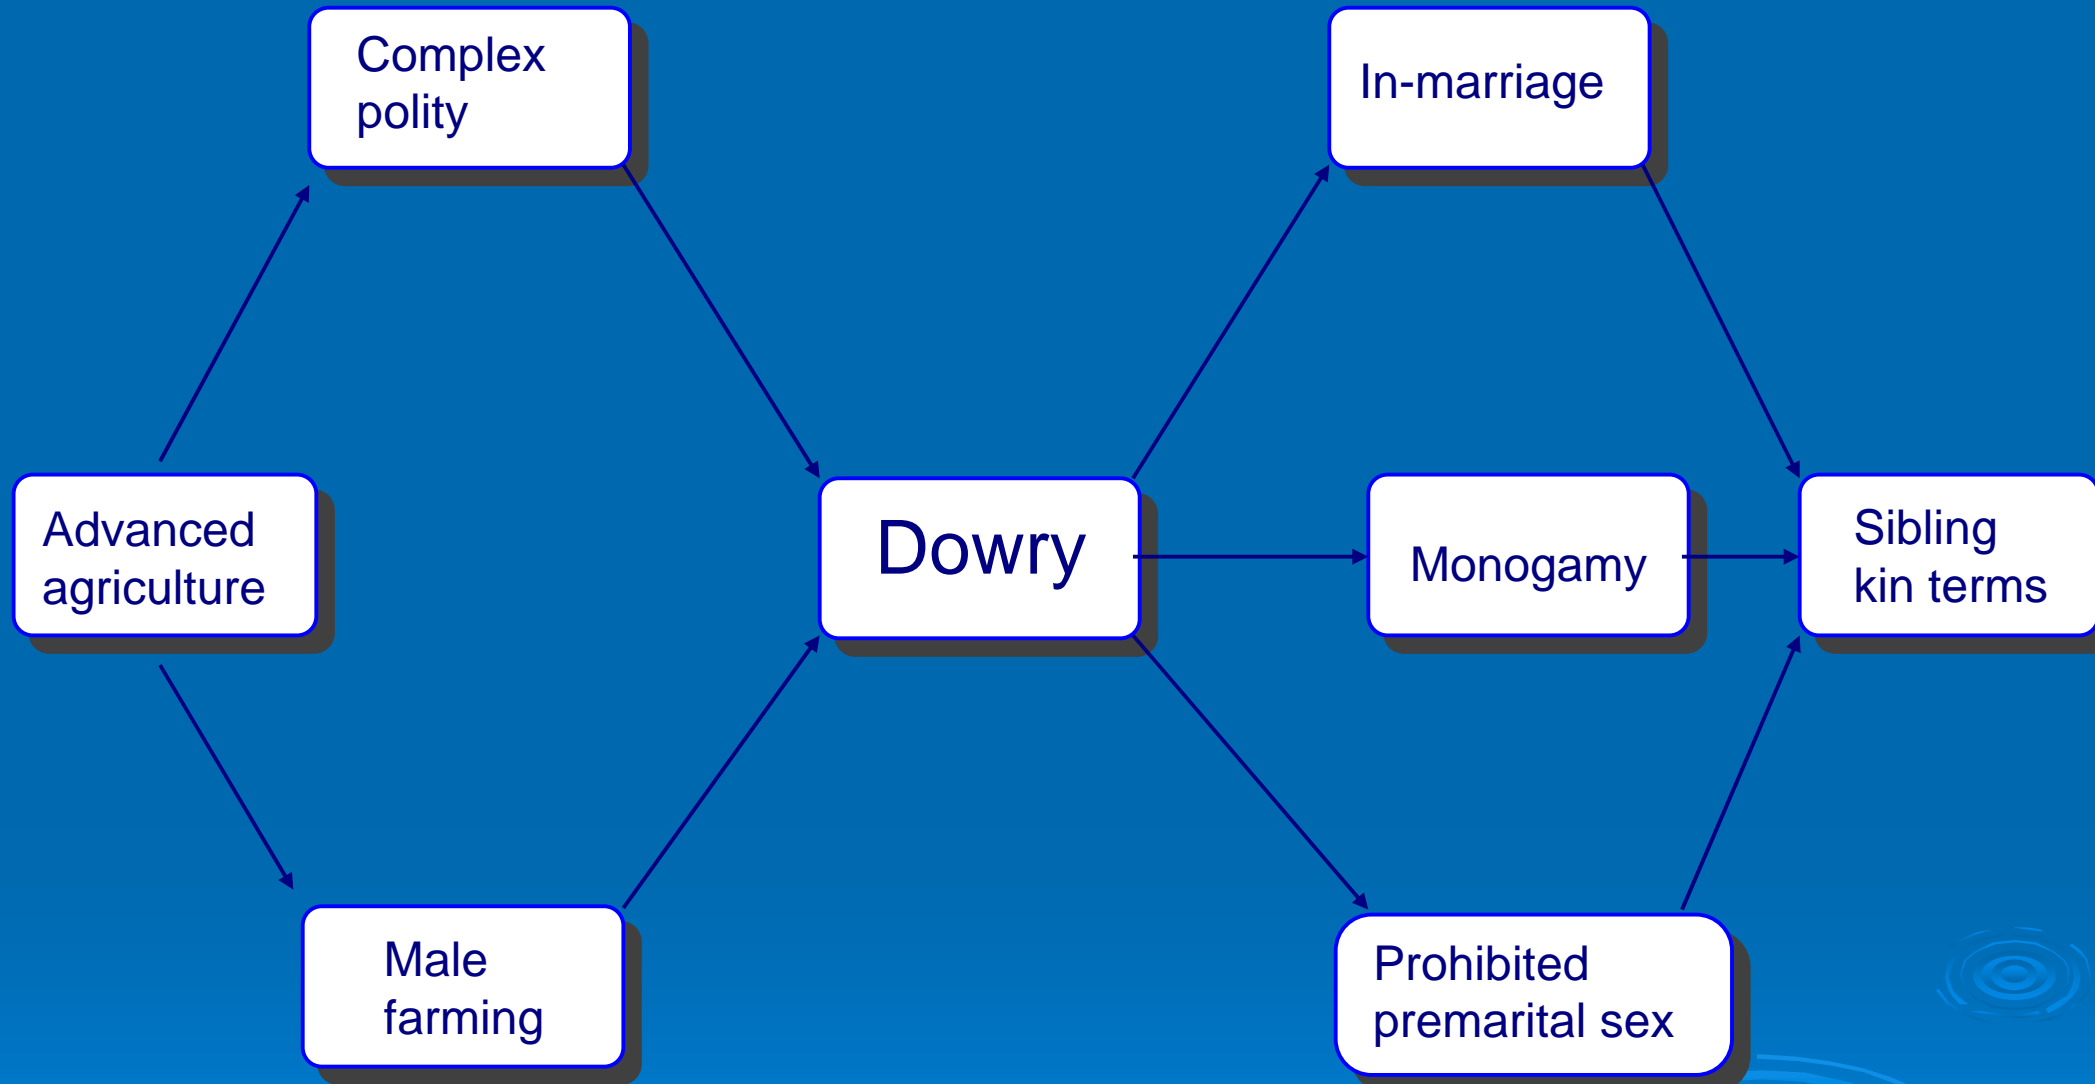 Complex
polity
In-marriage
Advanced
agriculture
Dowry
Monogamy
Sibling
kin terms
Male
farming
Prohibited
premarital sex